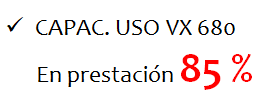 ✓ CAPAC. USO VX 680
En prestación 85 %